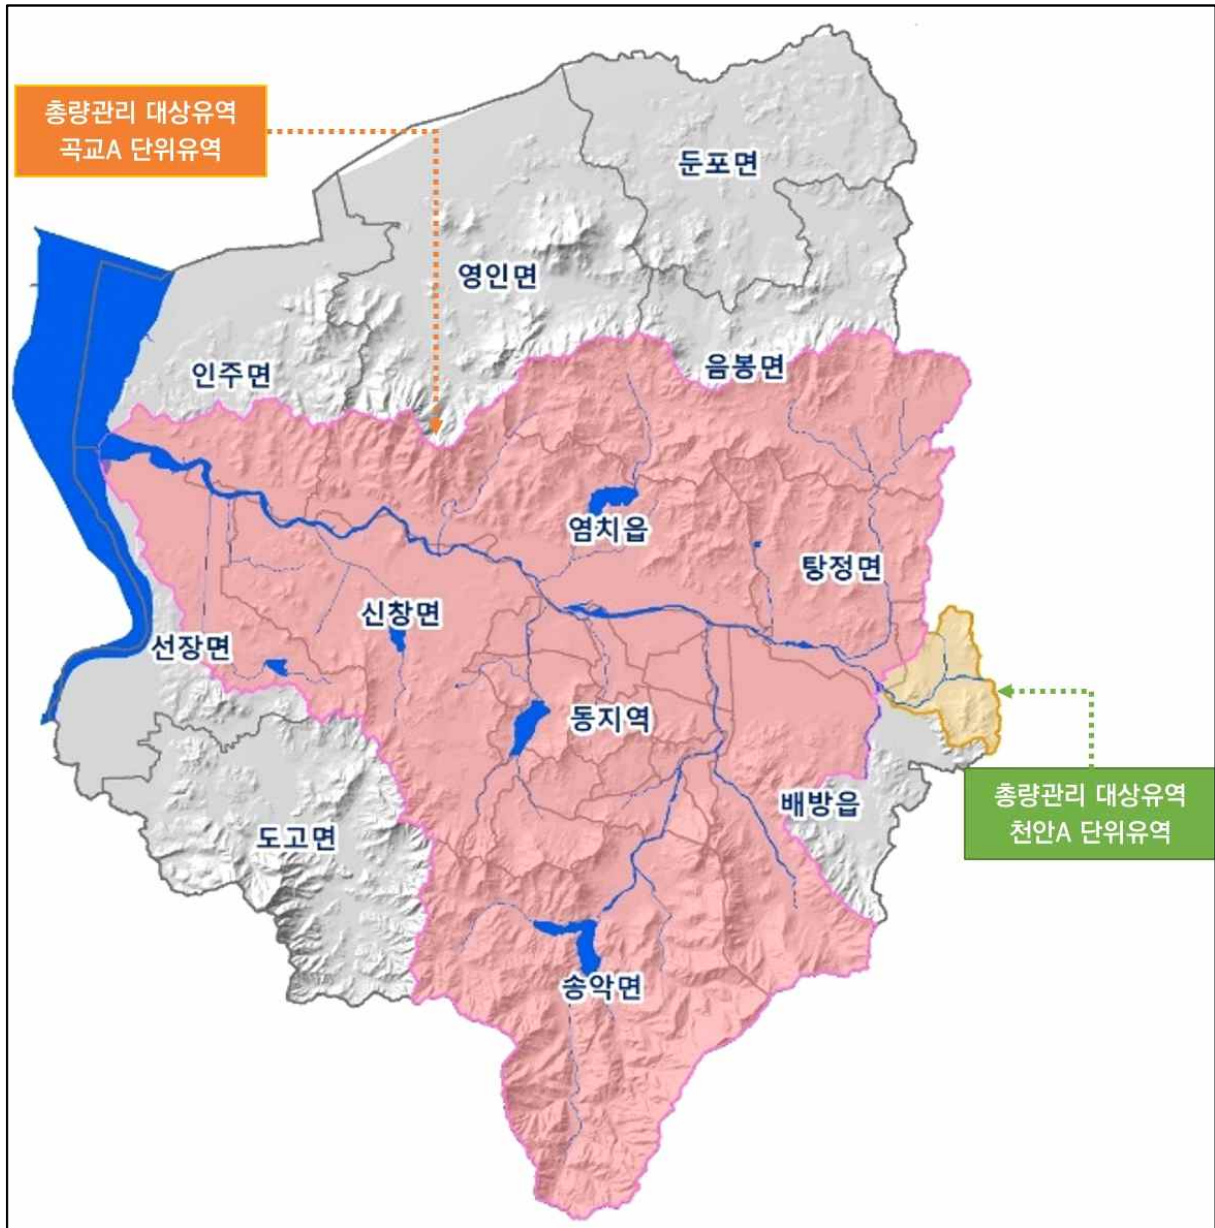 총량관리 대상유역
곡교A 단위유역
둔포면
영인면
음봉면
인주면
염치읍
탕정면
신창면
선장면
동지역
배방읍
총량관리 대상유역
천안A 단위유역
도고면
송악면